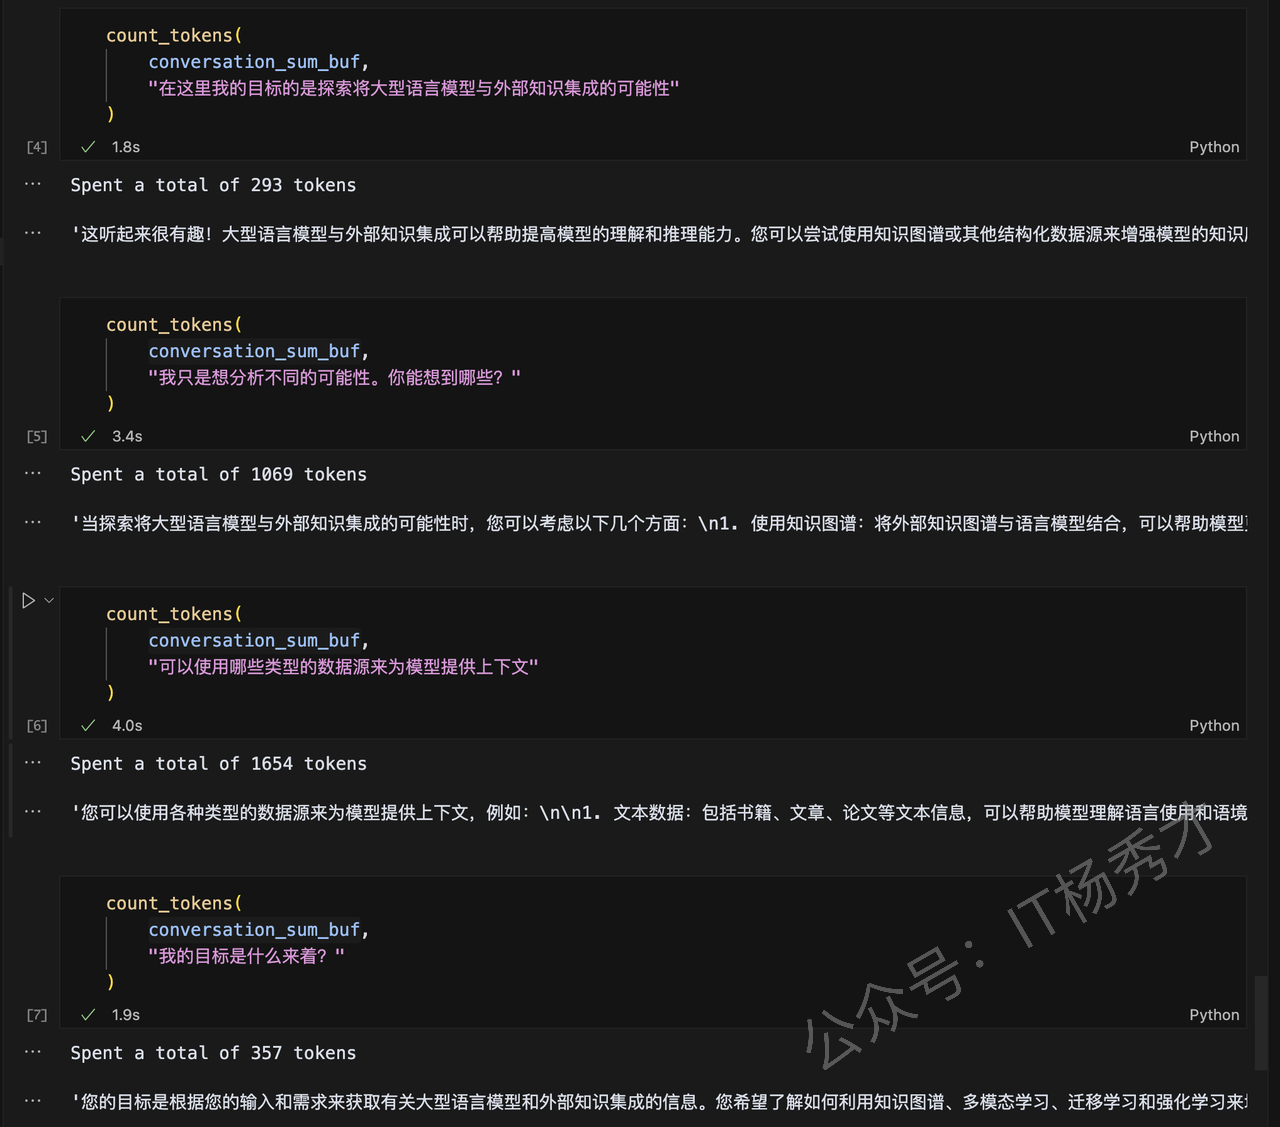 count_tokens(
conversation_sum_buf,
"在这里我的目标的是探索将大型语言模型与外部知识集成的可能性"
)
[4] 1.8s Python
Spent a total of 293 tokens
'这听起来很有趣！大型语言模型与外部知识集成可以帮助提高模型的理解和推理能力。您可以尝试使用知识图谱或其他结构化数据源来增强模型的知识
count_tokens(
conversation_sum_buf,
"我只是想分析不同的可能性。你能想到哪些？"
)
[5] 3.4s Python
Spent a total of 1069 tokens
'当探索将大型语言模型与外部知识集成的可能性时，您可以考虑以下几个方面：\n1. 使用知识图谱：将外部知识图谱与语言模型结合，可以帮助模型
count_tokens(
conversation_sum_buf,
"可以使用哪些类型的数据源来为模型提供上下文"
)
[6] 4.0s Python
Spent a total of 1654 tokens
'您可以使用各种类型的数据源来为模型提供上下文，例如：\n\n1. 文本数据：包括书籍、文章、论文等文本信息，可以帮助模型理解语言使用和语境
count_tokens(
conversation_sum_buf,
"我的目标是什么来着？"
)
[7] 1.9s Python
Spent a total of 357 tokens
'您的目标是根据您的输入和需求来获取有关大型语言模型和外部知识集成的信息。您希望了解如何利用知识图谱、多模态学习、迁移学习和强化学习来
公众号：IT杨秀才